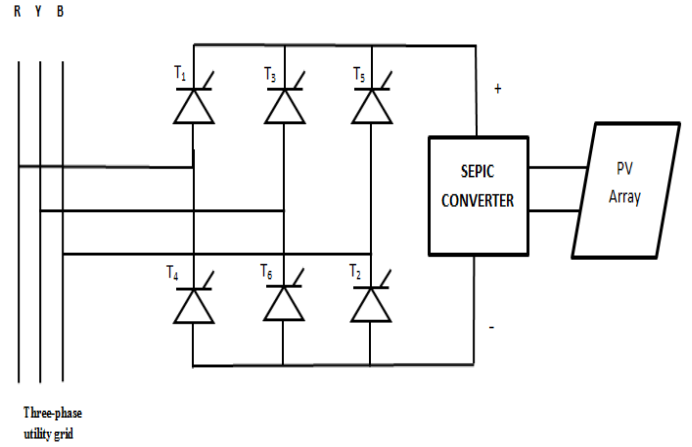 R Y B
T1 T3 T5
+
SEPIC
CONVERTER
PV
Array
T4 T6 T2
-
Three-phase
utility grid